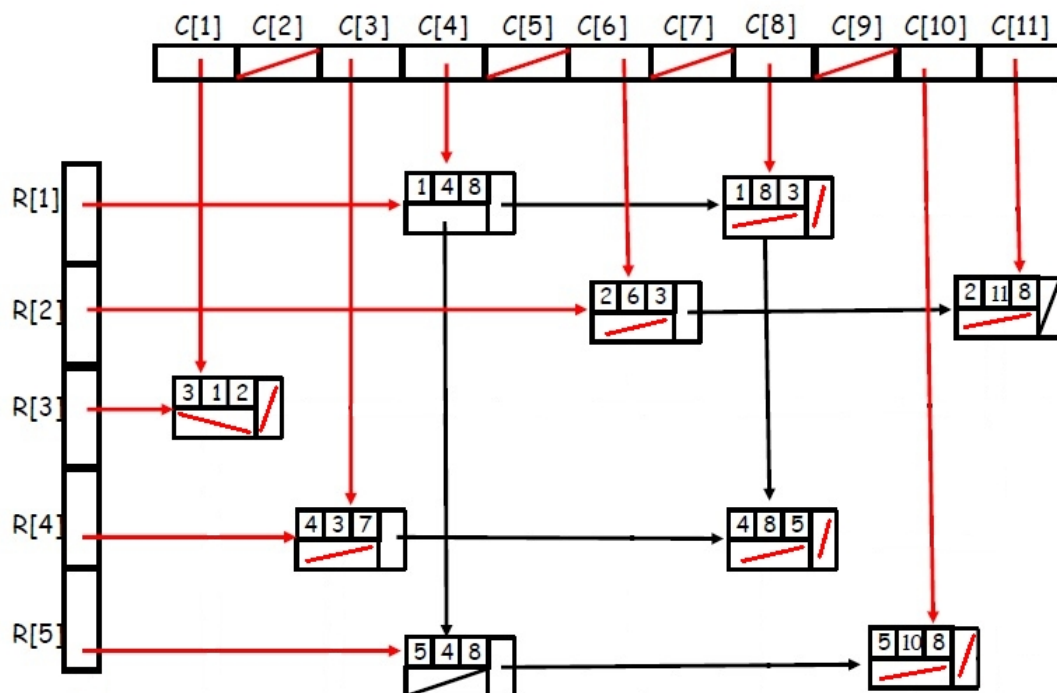 C[1] C[2] C[3] C[4] C[5] C[6] C[7] C[8] C[9] C[10] C[11]
R[1] 1 4 8 1 8 3
R[2] 2 6 3 2 11 8
R[3] 3 1 2
R[4] 4 3 7 4 8 5
R[5] 5 4 8 5 10 8